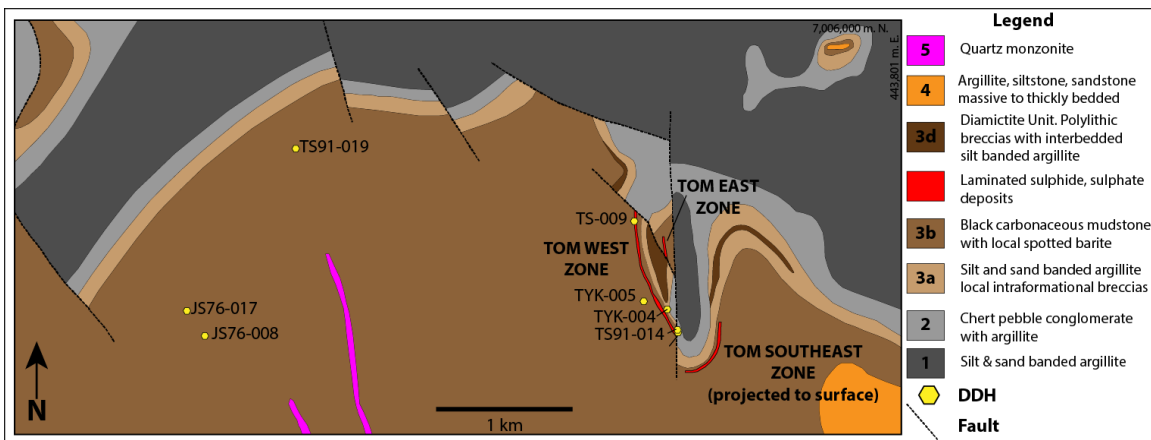 7,006,000 m. N.
443,801 m. E.
TS91-019
TOM EAST
ZONE
TS-009
TOM WEST
ZONE
TYK-005
TYK-004
TS91-014
JS76-017
JS76-008
TOM SOUTHEAST
ZONE
(projected to surface)
N
1 km
Legend
5 Quartz monzonite
4 Argillite, siltstone, sandstone
massive to thickly bedded
3d Diamictite Unit. Polylithic
breccias with interbedded
silt banded argillite
Laminated sulphide, sulphate
deposits
3b Black carbonaceous mudstone
with local spotted barite
3a Silt and sand banded argillite
local intraformational breccias
2 Chert pebble conglomerate
with argillite
1 Silt & sand banded argillite
DDH
Fault